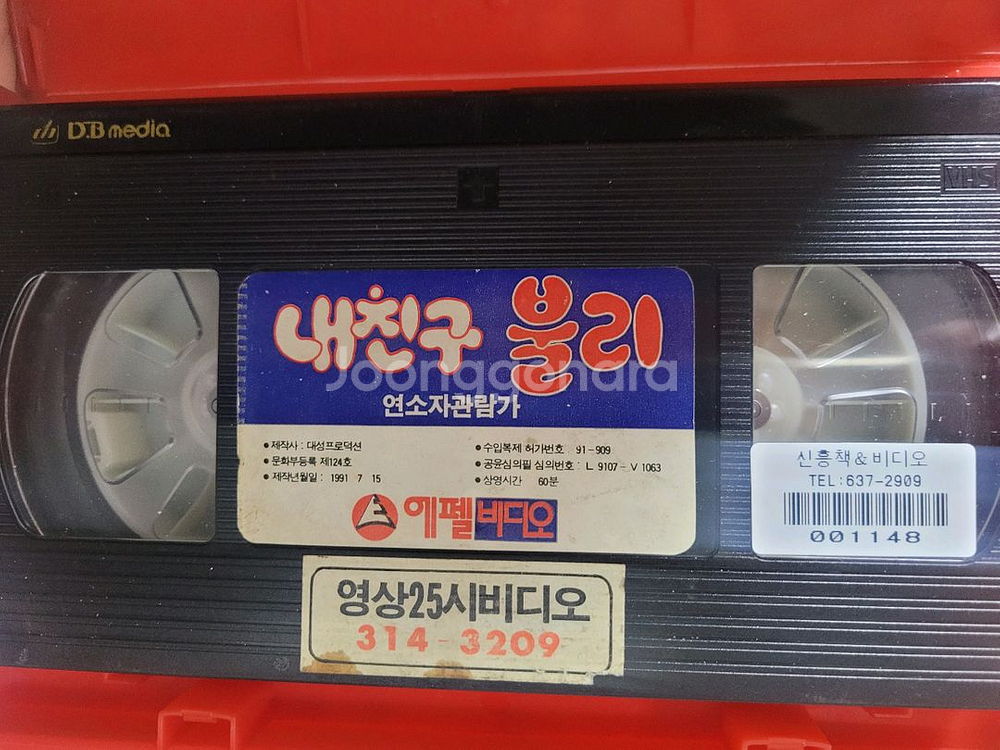 D.B media
VHS
내친구 불리
Joonggonara
연소자관람가
● 제작사 : 대성프로덕션
● 문화부등록 제124호
● 제작년월일 : 1991 7 15
● 수입복제 허가번호 91-909
● 공윤심의필 심의번호 : L 9107 - V 1063
● 상영시간 60분
에펠비디오
신흥책&비디오
TEL:637-2909
001148
영상25시비디오
314-3209